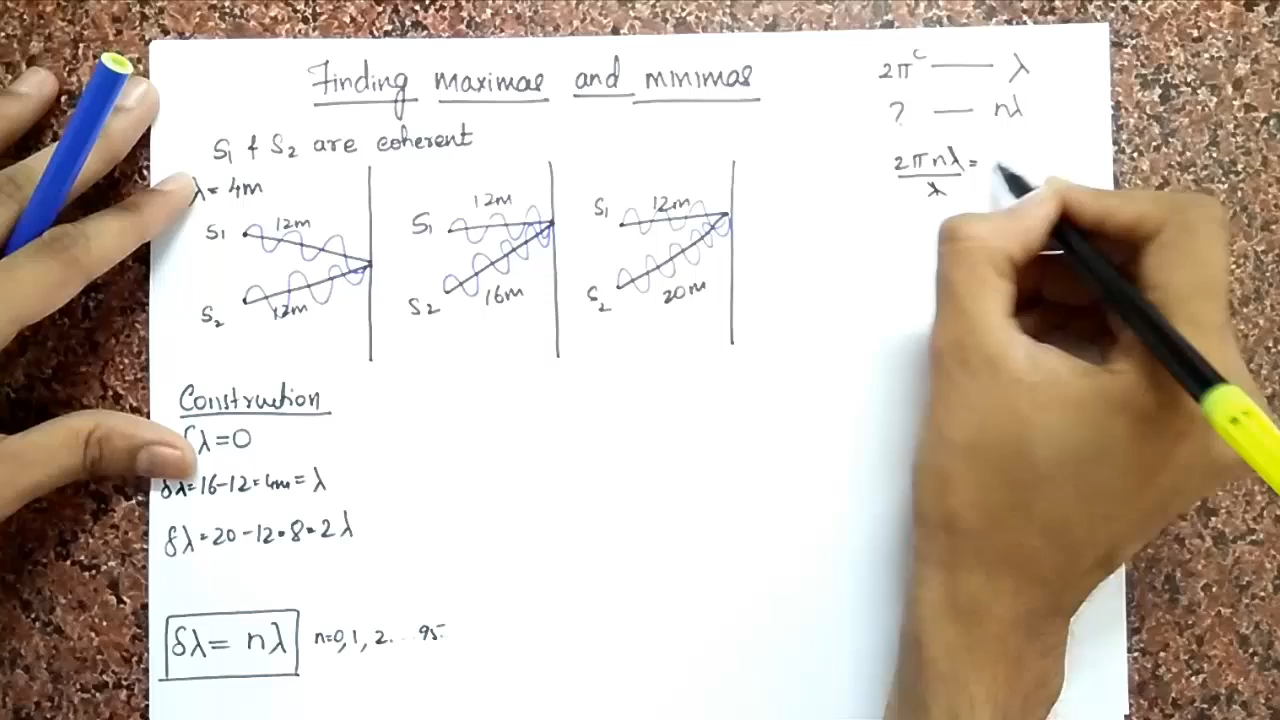 Finding maximas and minimas
S1 & S2 are coherent
λ = 4m
S1 12m
S2 12m
S1 12m
S2 16m
S1 12m
S2 20m
Construction
δλ=0
δλ=16-12=4m=λ
δλ=20-12=8=2λ
δλ= nλ n=0,1,2...95
2π^c — λ
? — nλ
2πnλ/λ =